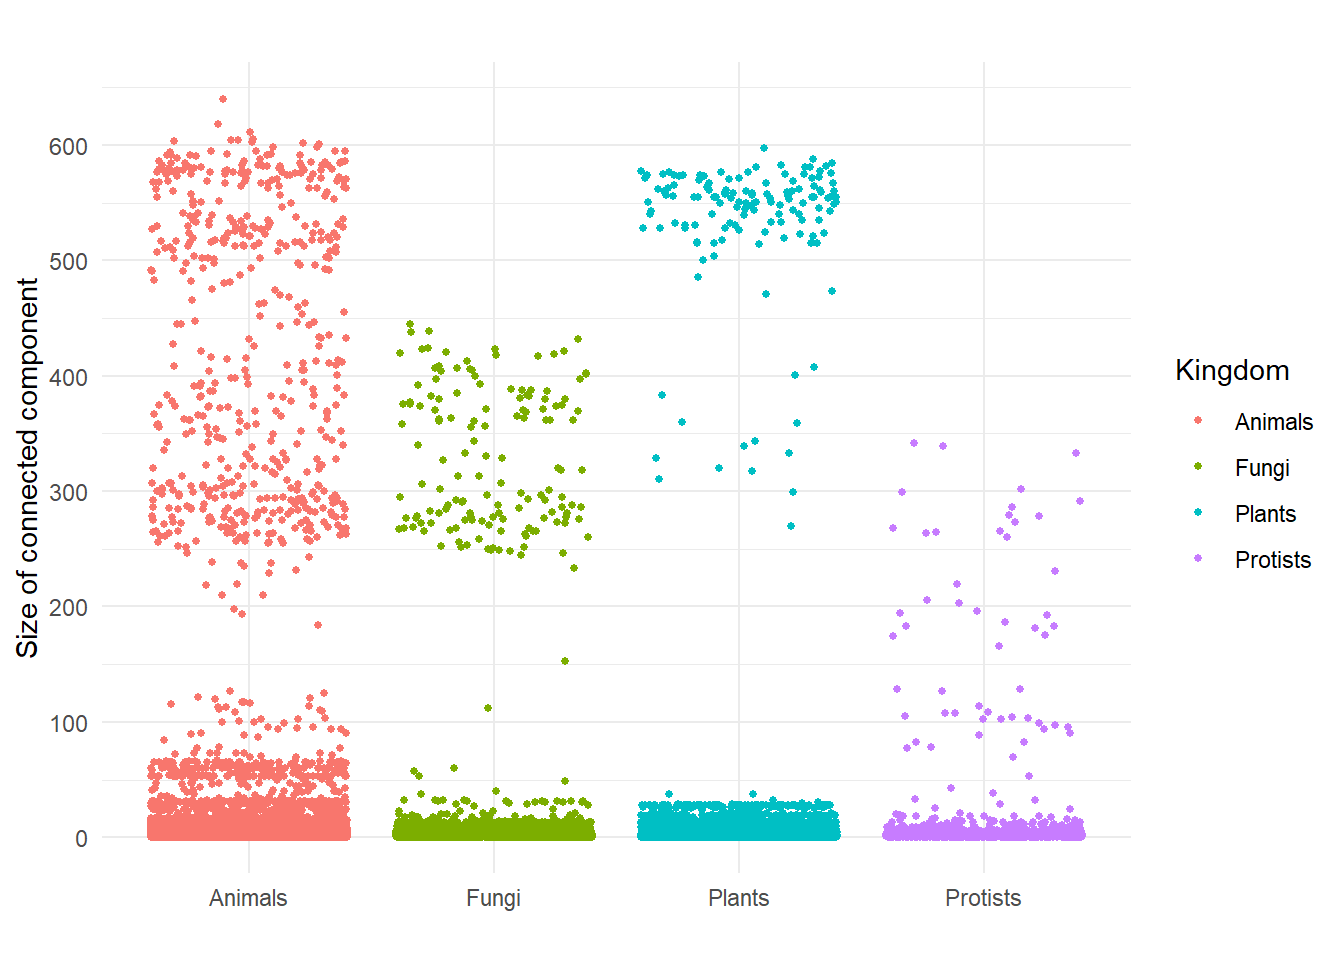 Size of connected component
600
500
400
300
200
100
0
Animals
Fungi
Plants
Protists
Kingdom
Animals
Fungi
Plants
Protists